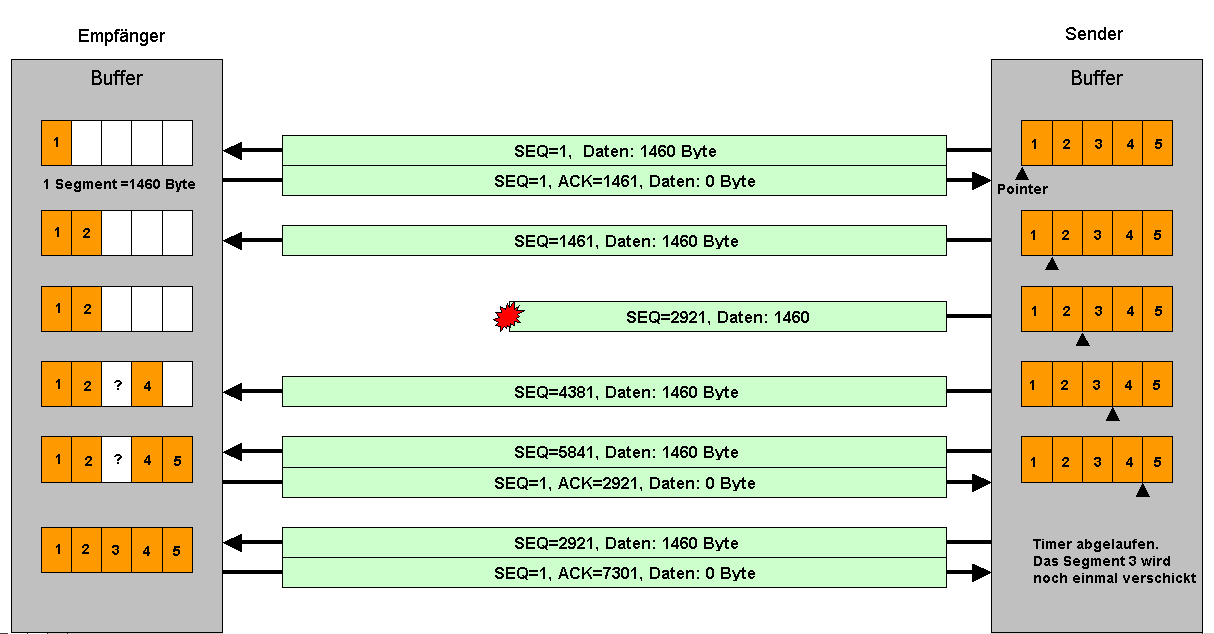 Empfänger
Sender
Buffer
Buffer
1
SEQ=1, Daten: 1460 Byte
1 2 3 4 5
1 Segment =1460 Byte
SEQ=1, ACK=1461, Daten: 0 Byte
Pointer
1 2
SEQ=1461, Daten: 1460 Byte
1 2 3 4 5
1 2
SEQ=2921, Daten: 1460
1 2 3 4 5
1 2 ? 4
SEQ=4381, Daten: 1460 Byte
1 2 3 4 5
1 2 ? 4 5
SEQ=5841, Daten: 1460 Byte
1 2 3 4 5
SEQ=1, ACK=2921, Daten: 0 Byte
1 2 3 4 5
SEQ=2921, Daten: 1460 Byte
SEQ=1, ACK=7301, Daten: 0 Byte
Timer abgelaufen.
Das Segment 3 wird
noch einmal verschickt